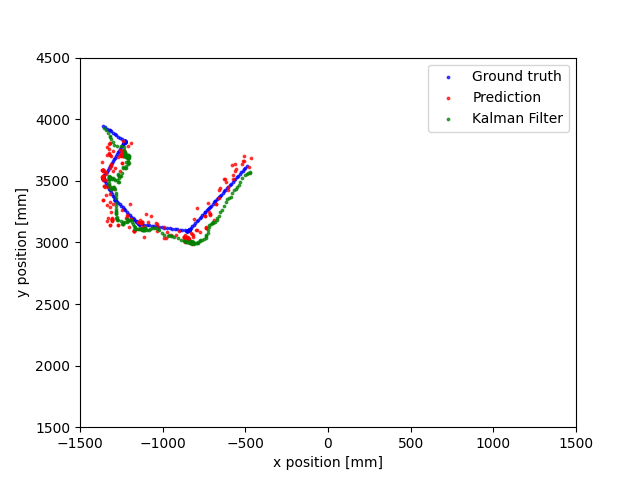 4500
4000
3500
3000
2500
2000
1500
y position [mm]
−1500
−1000
−500
0
500
1000
1500
x position [mm]
Ground truth
Prediction
Kalman Filter